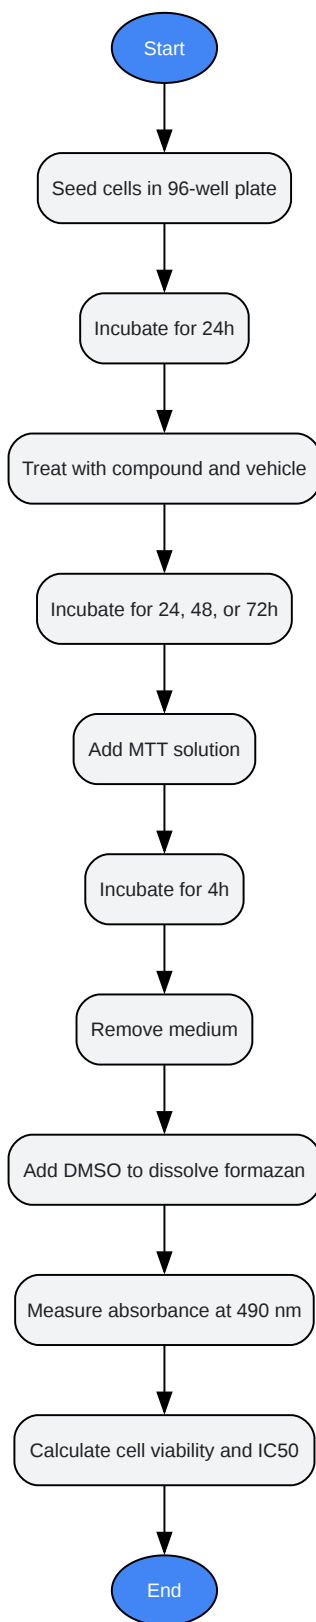 Start
Seed cells in 96-well plate
Incubate for 24h
Treat with compound and vehicle
Incubate for 24, 48, or 72h
Add MTT solution
Incubate for 4h
Remove medium
Add DMSO to dissolve formazan
Measure absorbance at 490 nm
Calculate cell viability and IC50
End